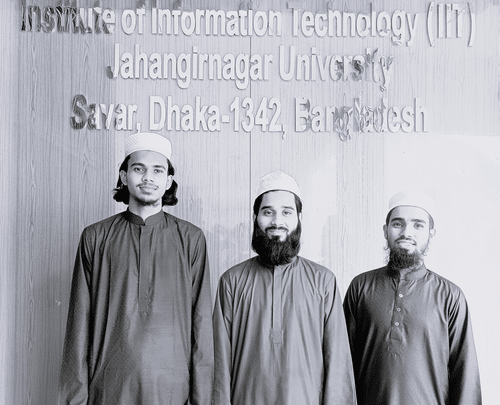 Institute of Information Technology (IIT)
Jahangirnagar University
Savar, Dhaka-1342, Bangladesh